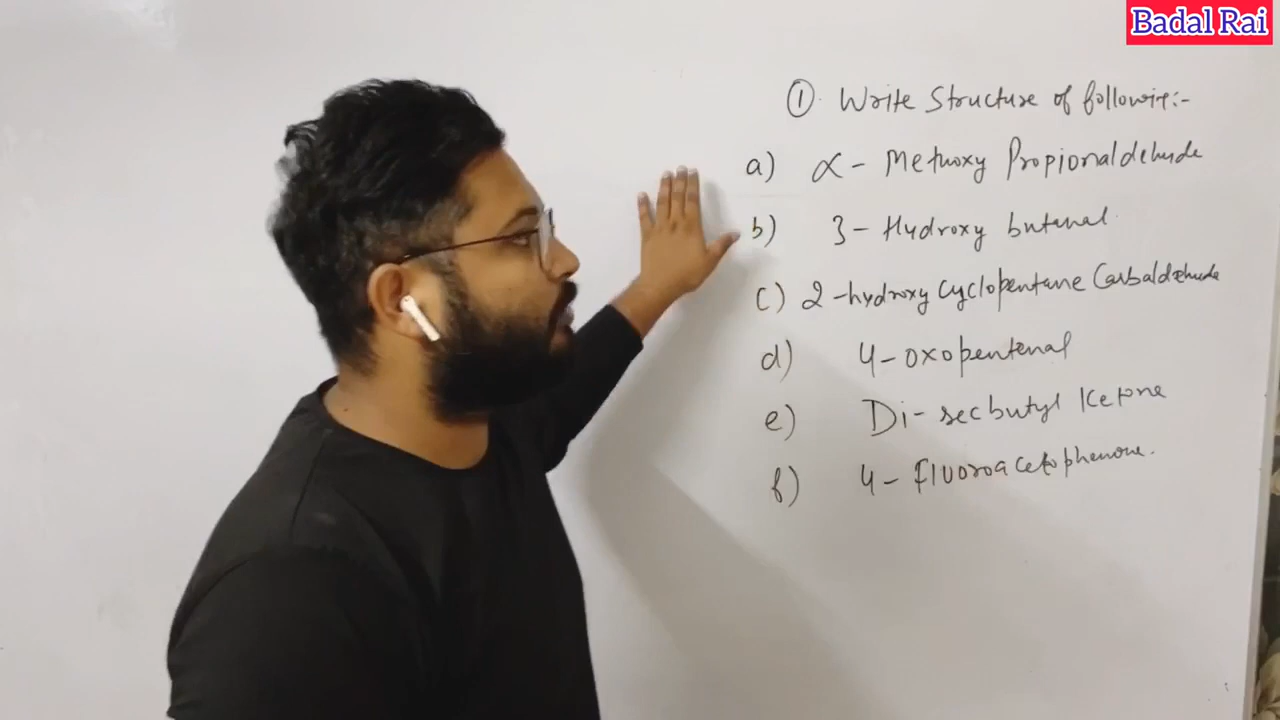 Badal Rai
① Write Structure of following:-
a) α - Methoxy Propionaldehyde
b) 3 - Hydroxy butanal.
c) 2 - hydroxy cyclopentane Carbaldehyde
d) 4 - oxopentanal
e) Di - sec butyl Ketone
f) 4 - Fluoroacetophenone.